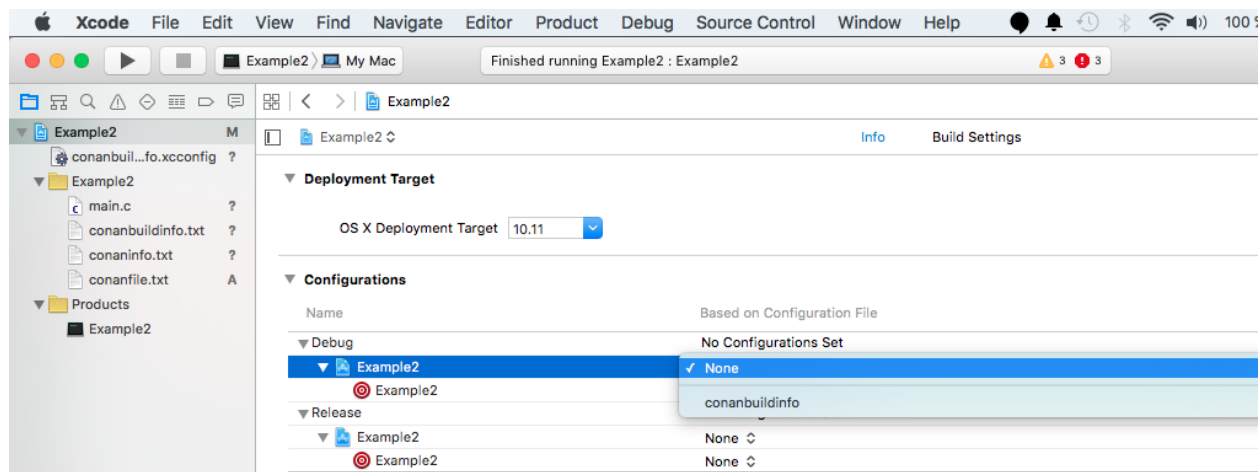 Xcode File Edit View Find Navigate Editor Product Debug Source Control Window Help 100
Example2 My Mac Finished running Example2 : Example2 3 3
Example2
Example2 M Example2 Info Build Settings
conanbuil...fo.xcconfig ?
Example2
main.c ?
conanbuildinfo.txt ?
conaninfo.txt ?
conanfile.txt A
Products
Example2
Deployment Target
OS X Deployment Target 10.11
Configurations
Name Based on Configuration File
Debug No Configurations Set
Example2 ✓ None
Example2 conanbuildinfo
Release
Example2 None
Example2 None